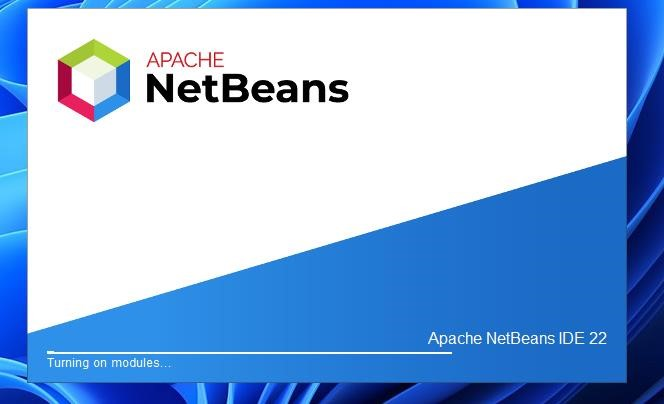 APACHE
NetBeans
Apache NetBeans IDE 22
Turning on modules...